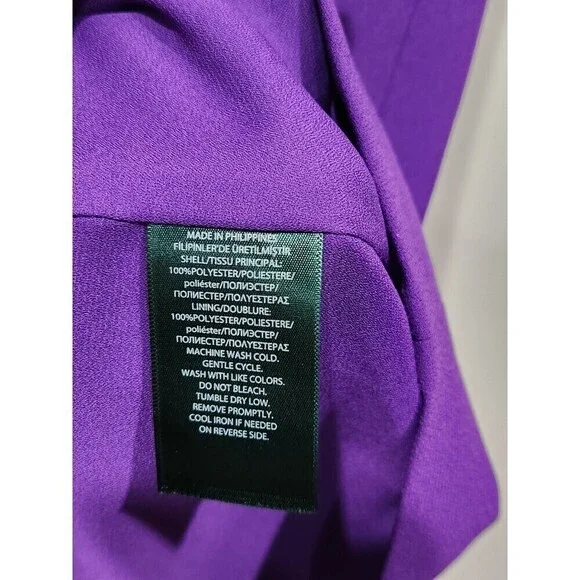 MADE IN PHILIPPINES
FİLİPİNLER'DE ÜRETİLMİŞTİR
SHELL/TISSU PRINCIPAL:
100%POLYESTER/POLIESTERE/
poliéster/ПОЛИЭСТЕР/
ПОЛИЕСТЕР/ΠΟΛΥΕΣΤΕΡΑΣ
LINING/DOUBLURE:
100%POLYESTER/POLIESTERE/
poliéster/ПОЛИЭСТЕР/
ПОЛИЕСТЕР/ΠΟΛΥΕΣΤΕΡΑΣ
MACHINE WASH COLD.
GENTLE CYCLE.
WASH WITH LIKE COLORS.
DO NOT BLEACH.
TUMBLE DRY LOW.
REMOVE PROMPTLY.
COOL IRON IF NEEDED
ON REVERSE SIDE.